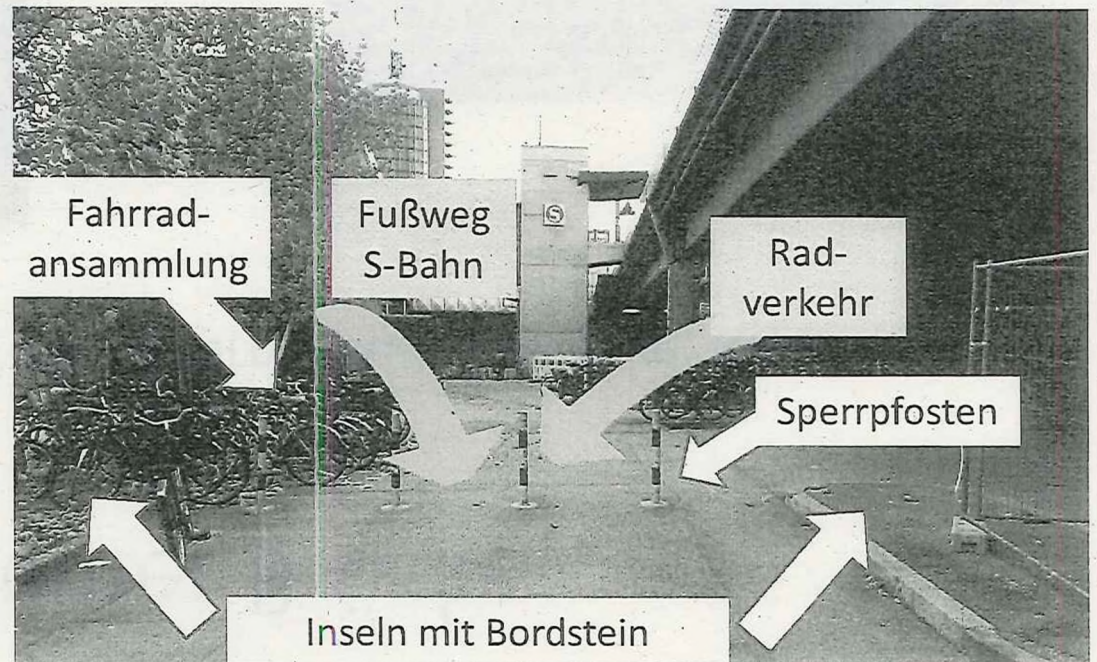 Fahrrad-
ansammlung
Fußweg
S-Bahn
Rad-
verkehr
S
Sperrpfosten
Inseln mit Bordstein